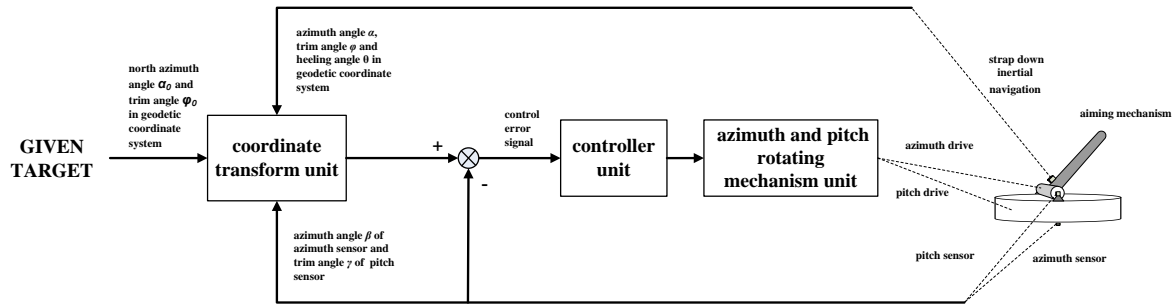 GIVEN
TARGET
north azimuth
angle α₀ and
trim angle φ₀
in geodetic
coordinate
system
azimuth angle α,
trim angle φ and
heeling angle θ in
geodetic coordinate
system
coordinate
transform unit
azimuth angle β of
azimuth sensor and
trim angle γ of pitch
sensor
+
-
control
error
signal
controller
unit
azimuth and pitch
rotating
mechanism unit
strap down
inertial
navigation
aiming mechanism
azimuth drive
pitch drive
pitch sensor
azimuth sensor